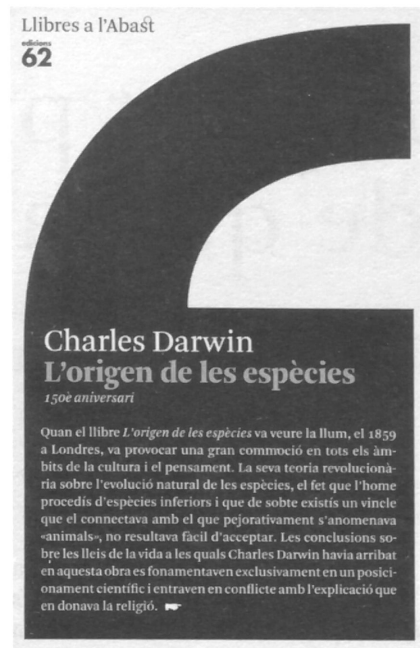 Llibres a l'Abast
edicions
62
Charles Darwin
L'origen de les espècies
150è aniversari
Quan el llibre L'origen de les espècies va veure la llum, el 1859
a Londres, va provocar una gran commoció en tots els àm-
bits de la cultura i el pensament. La seva teoria revolucionà-
ria sobre l'evolució natural de les espècies, el fet que l'home
procedís d'espècies inferiors i que de sobte existís un vincle
que el connectava amb el que pejorativament s'anomenava
«animals», no resultava fàcil d'acceptar. Les conclusions so-
bre les lleis de la vida a les quals Charles Darwin havia arribat
en aquesta obra es fonamentaven exclusivament en un posici-
onament científic i entraven en conflicte amb l'explicació que
en donava la religió.